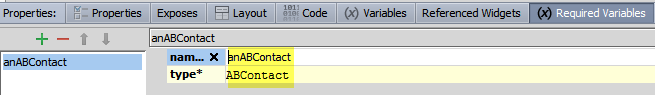 Properties: Properties Exposes Layout Code (x) Variables Referenced Widgets (x) Required Variables
anABContact
anABContact
nam... anABContact
type* ABContact